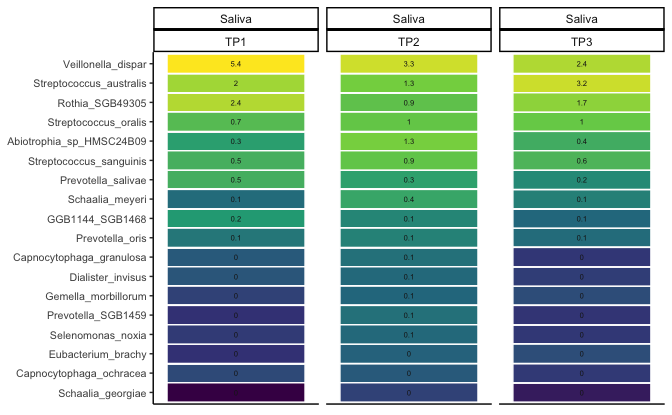 Saliva Saliva Saliva
TP1 TP2 TP3
Veillonella_dispar 5.4 3.3 2.4
Streptococcus_australis 2 1.3 3.2
Rothia_SGB49305 2.4 0.9 1.7
Streptococcus_oralis 0.7 1 1
Abiotrophia_sp_HMSC24B09 0.3 1.3 0.4
Streptococcus_sanguinis 0.5 0.9 0.6
Prevotella_salivae 0.5 0.3 0.2
Schaalia_meyeri 0.1 0.4 0.1
GGB1144_SGB1468 0.2 0.1 0.1
Prevotella_oris 0.1 0.1 0.1
Capnocytophaga_granulosa 0 0.1 0
Dialister_invisus 0 0.1 0
Gemella_morbillorum 0 0.1 0
Prevotella_SGB1459 0 0.1 0
Selenomonas_noxia 0 0.1 0
Eubacterium_brachy 0 0 0
Capnocytophaga_ochracea 0 0 0
Schaalia_georgiae 0 0